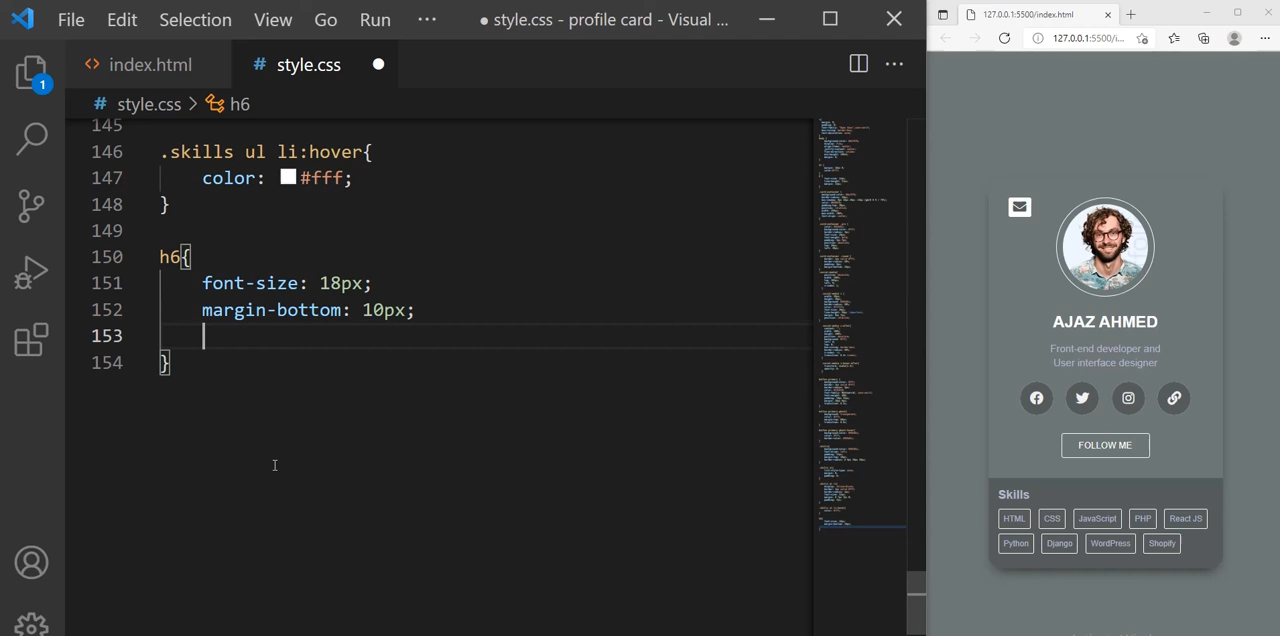 File Edit Selection View Go Run ··· ● style.css - profile card - Visual ...
index.html # style.css
# style.css > h6
1
145
146 .skills ul li:hover{
147 color: #fff;
148 }
149
150 h6{
151 font-size: 18px;
152 margin-bottom: 10px;
153
154 }
127.0.0.1:5500/index.html
127.0.0.1:5500/i...
AJAZ AHMED
Front-end developer and
User interface designer
FOLLOW ME
Skills
HTML CSS JavaScript PHP React JS
Python Django WordPress Shopify